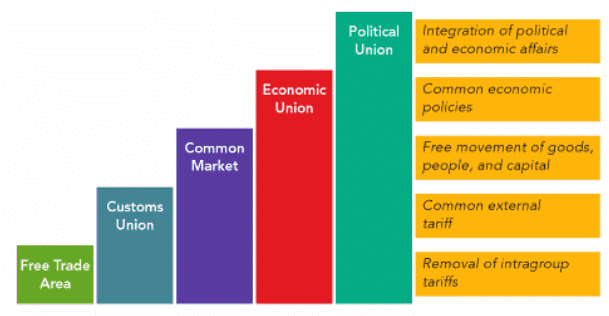 Political
Union
Economic
Union
Common
Market
Customs
Union
Free Trade
Area
Integration of political
and economic affairs
Common economic
policies
Free movement of goods,
people, and capital
Common external
tariff
Removal of intragroup
tariffs